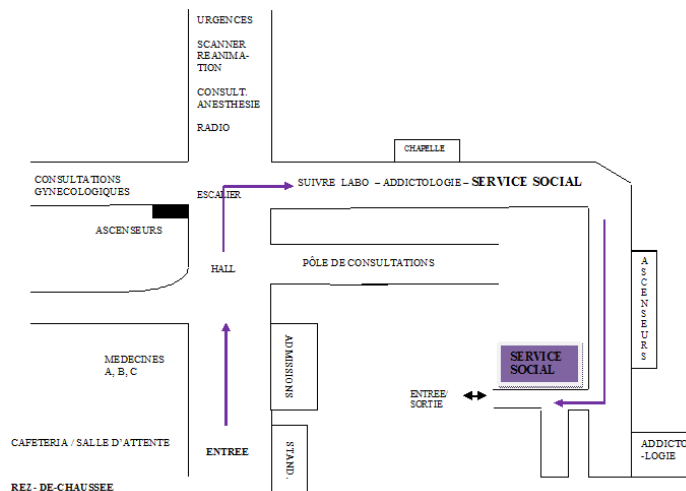 URGENCES
SCANNER
REANIMA-
TION
CONSULT.
ANESTHESIE
RADIO
CHAPELLE
CONSULTATIONS
GYNECOLOGIQUES
ESCALIER
SUIVRE LABO – ADDICTOLOGIE – SERVICE SOCIAL
ASCENSEURS
HALL
PÔLE DE CONSULTATIONS
ASCENSEURS
ADMISSIONS
MEDECINES
A, B, C
SERVICE
SOCIAL
ENTREE/
SORTIE
CAFETERIA / SALLE D'ATTENTE
ENTREE
STAND.
ADDICTO
-LOGIE
REZ- DE-CHAUSSEE